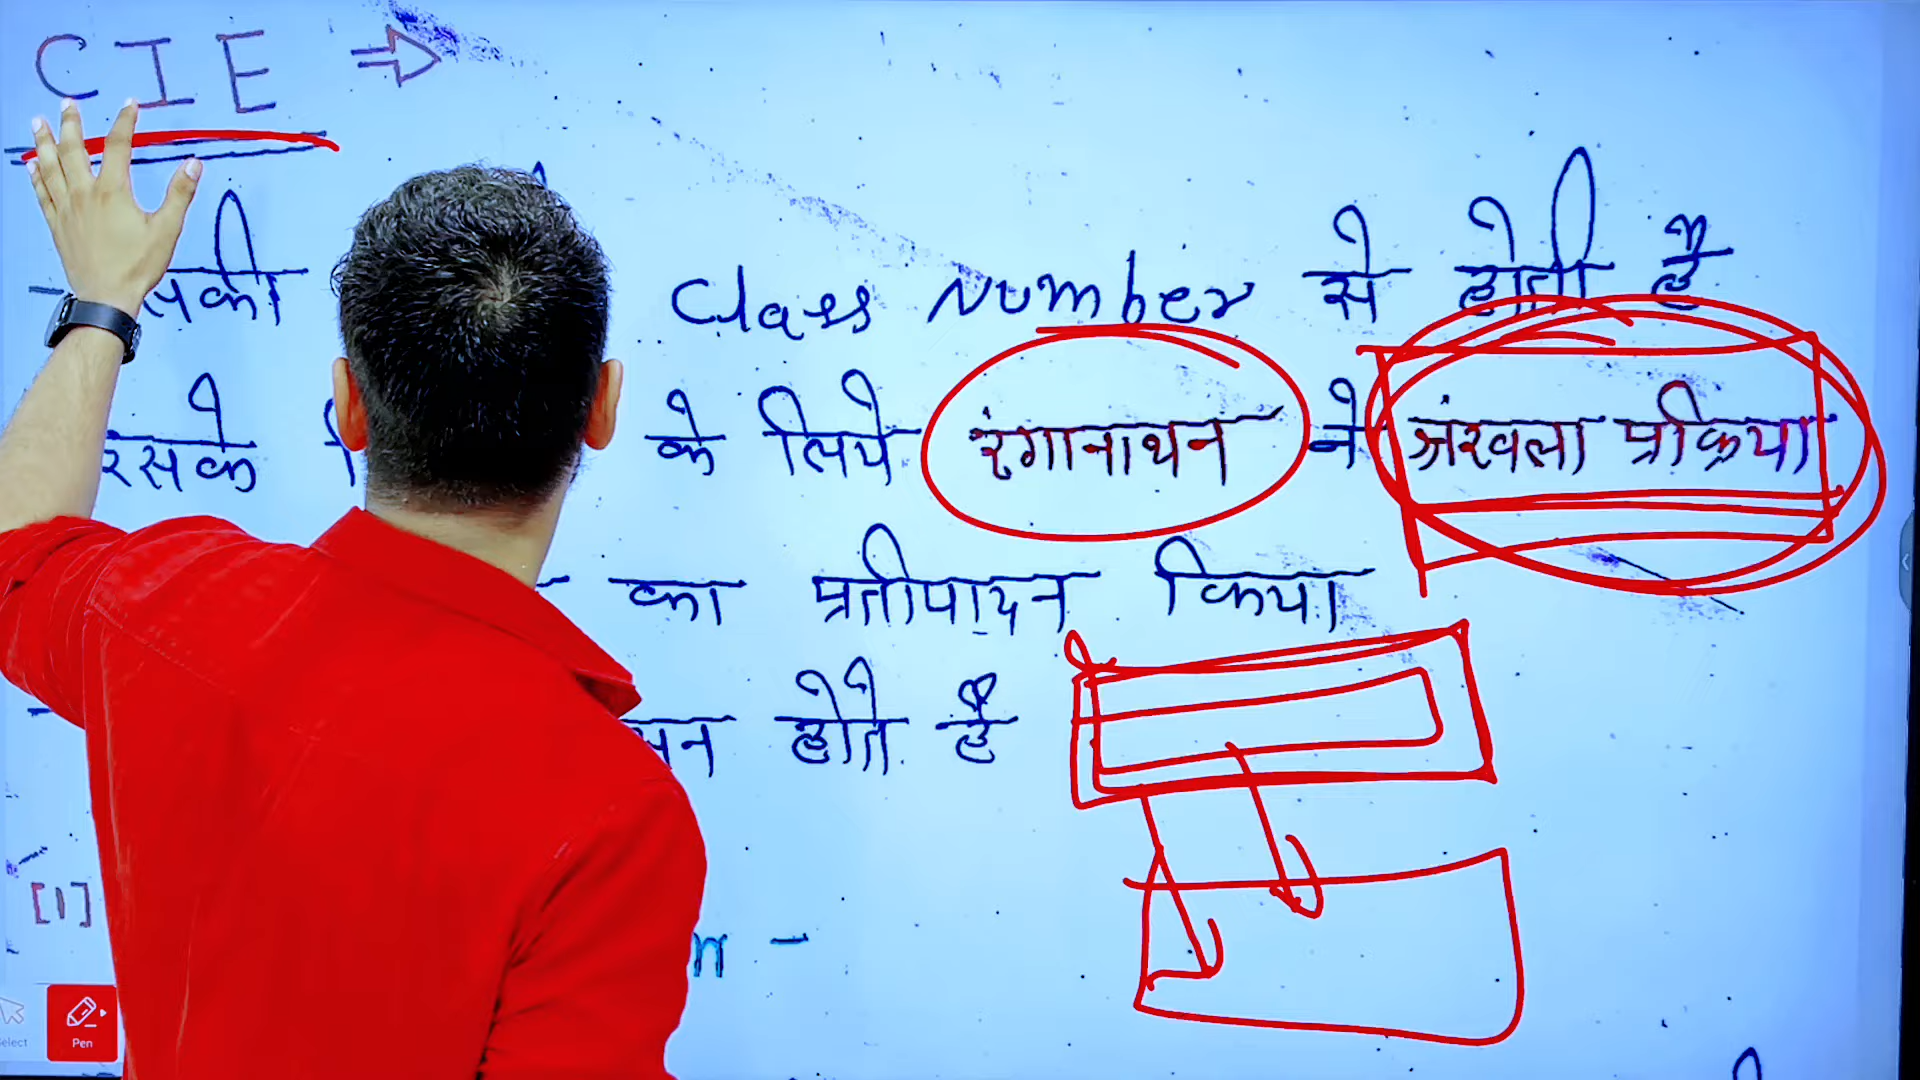 CIE ⇒
Class Number से होती है
के लिये रंगानाथन ने श्रंखला प्रक्रिया
का प्रतीपादन किया
होते है
[1]
Pen